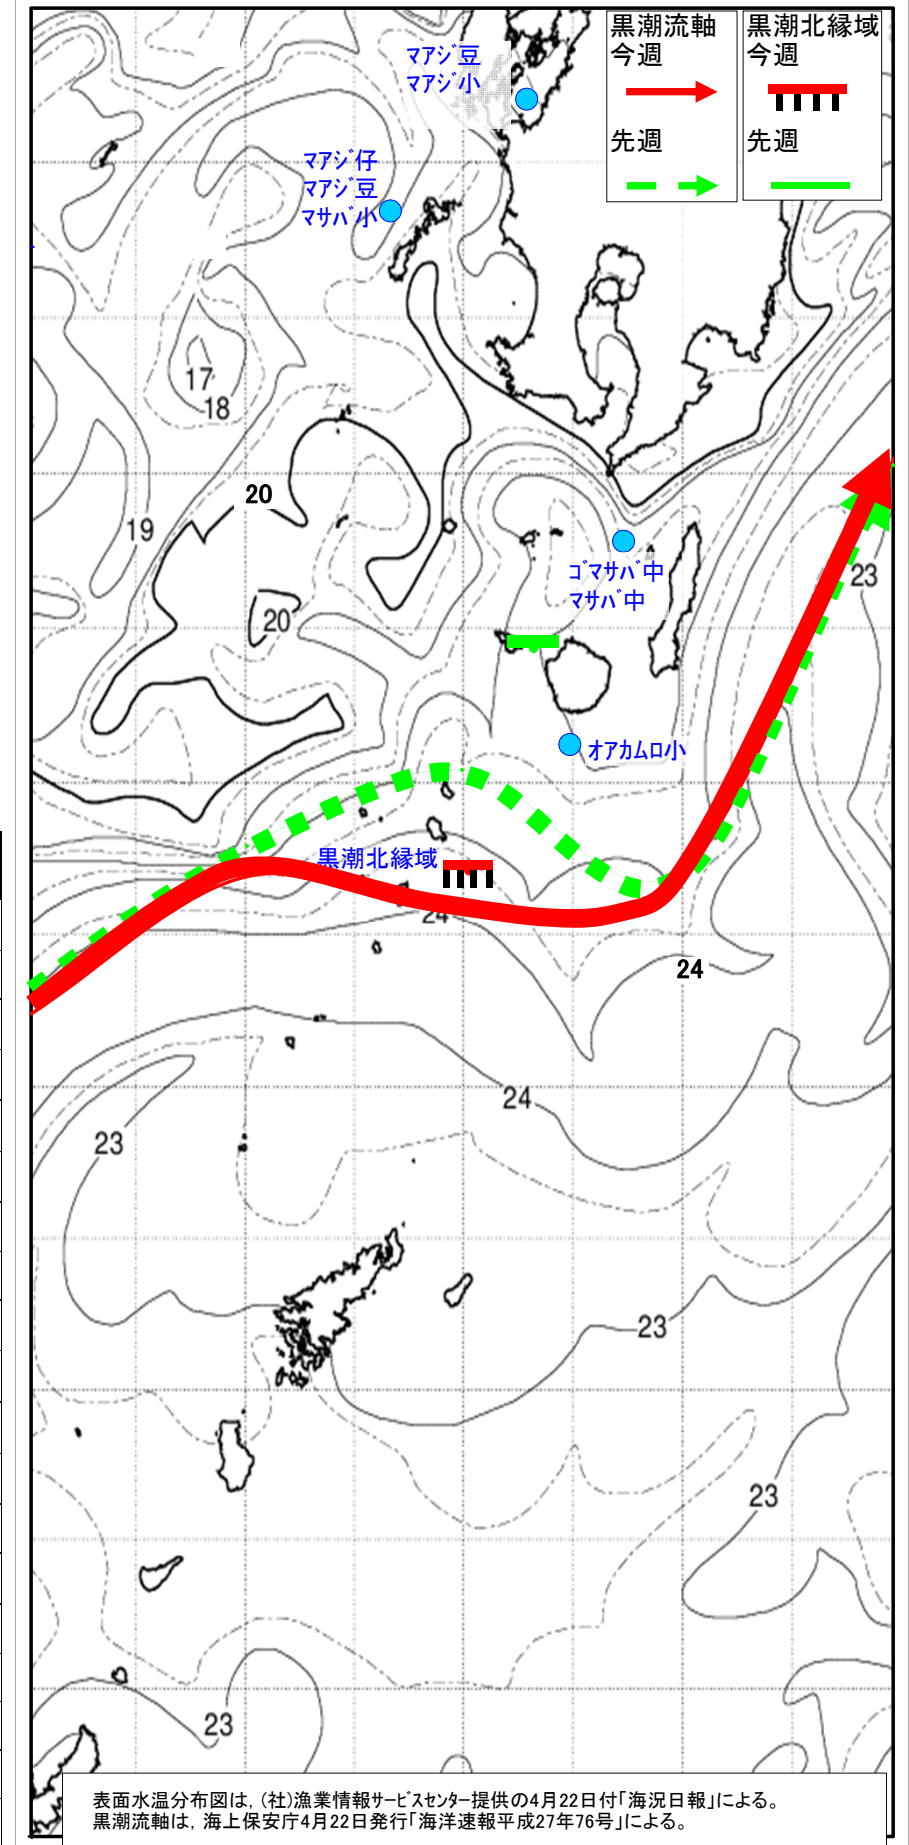 黒潮流軸
今週
先週
黒潮北縁域
今週
先週
マアジ豆
マアジ小
マアジ仔
マアジ豆
マサバ小
17
18
20
19
20
23
ゴマサバ中
マサバ中
オアカムロ小
黒潮北縁域
24
24
24
23
23
23
23
表面水温分布図は,(社)漁業情報サービスセンター提供の4月22日付「海況日報」による。
黒潮流軸は,海上保安庁4月22日発行「海洋速報平成27年76号」による。